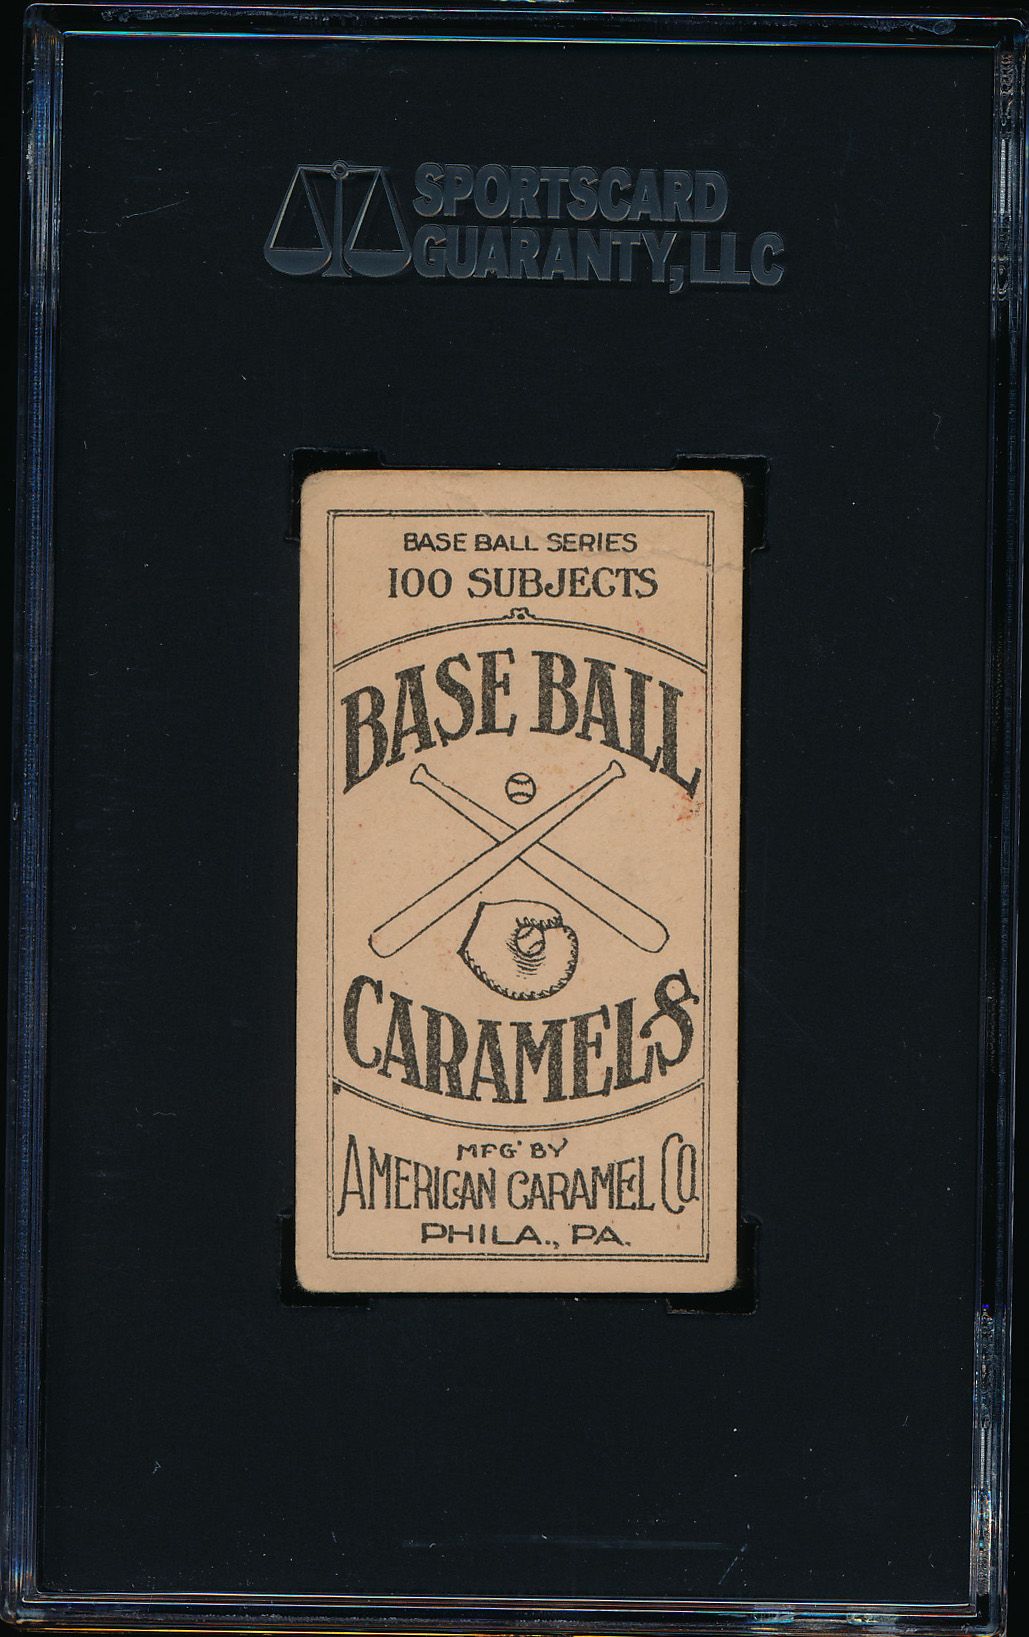 SPORTSCARD
GUARANTY, LLC
BASE BALL SERIES
100 SUBJECTS
BASE BALL
CARAMELS
MFG' BY
AMERICAN CARAMEL CO
PHILA., PA.